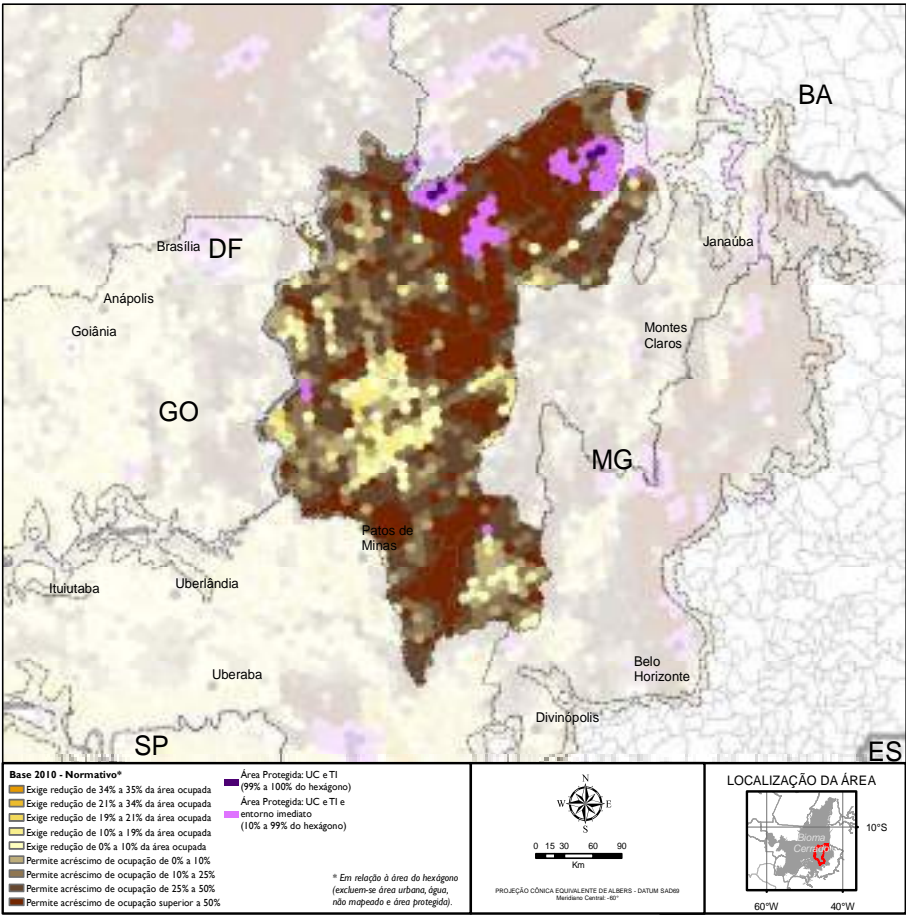 BA
Janaúba
Brasília
DF
Anápolis
Goiânia
Montes
Claros
GO
MG
Patos de
Minas
Ituiutaba
Uberlândia
Uberaba
Belo
Horizonte
Divinópolis
SP
ES
Base 2010 - Normativo*
Exige redução de 34% a 35% da área ocupada
Exige redução de 21% a 34% da área ocupada
Exige redução de 19% a 21% da área ocupada
Exige redução de 10% a 19% da área ocupada
Exige redução de 0% a 10% da área ocupada
Permite acréscimo de ocupação de 0% a 10%
Permite acréscimo de ocupação de 10% a 25%
Permite acréscimo de ocupação de 25% a 50%
Permite acréscimo de ocupação superior a 50%
Área Protegida: UC e TI
(99% a 100% do hexágono)
Área Protegida: UC e TI e
entorno imediato
(10% a 99% do hexágono)
* Em relação à área do hexágono
(excluem-se área urbana, água,
não mapeado e área protegida).
N
W E
S
0 15 30 60 90
Km
PROJEÇÃO CÔNICA EQUIVALENTE DE ALBERS - DATUM SAD69
Meridiano Central: -60°
LOCALIZAÇÃO DA ÁREA
Bioma
Cerrado
10°S
60°W 40°W